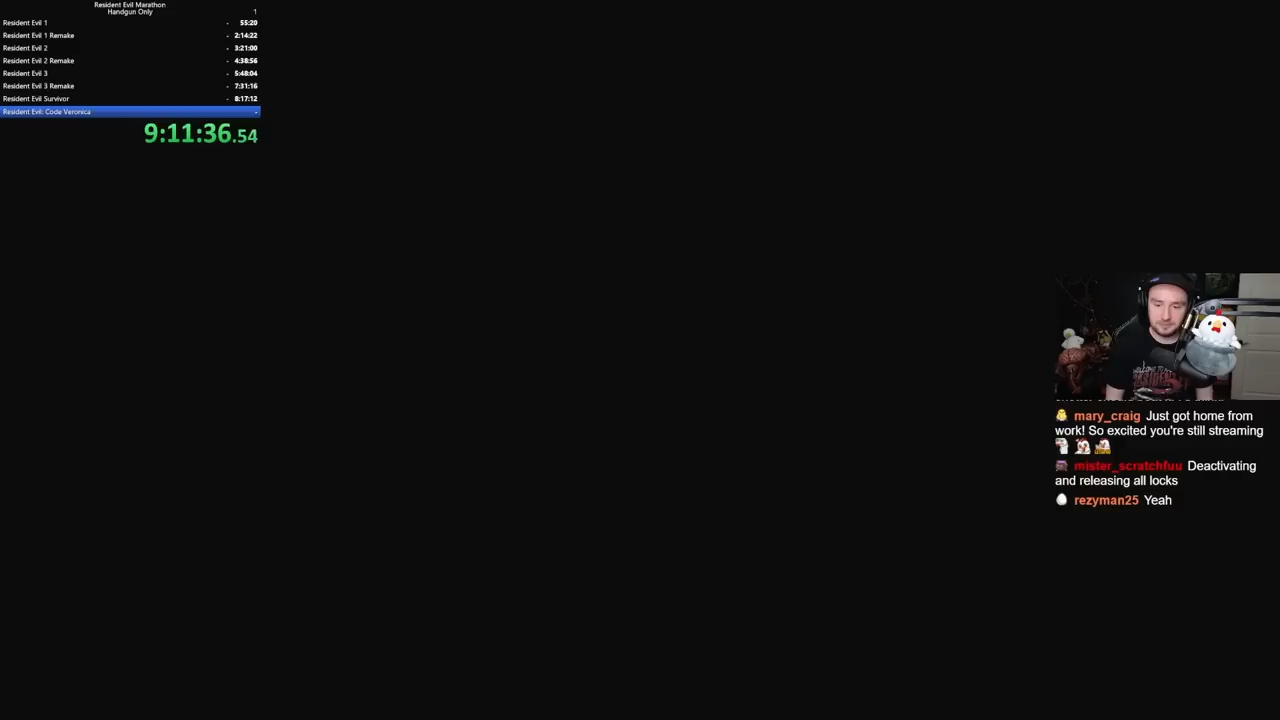 Resident Evil Marathon
Handgun Only 1
Resident Evil 1 - 55:20
Resident Evil 1 Remake - 2:14:22
Resident Evil 2 - 3:21:00
Resident Evil 2 Remake - 4:38:56
Resident Evil 3 - 5:48:04
Resident Evil 3 Remake - 7:31:16
Resident Evil Survivor - 8:17:12
Resident Evil: Code Veronica -
9:11:36.54
mary_craig Just got home from
work! So excited you're still streaming
mister_scratchfuu Deactivating
and releasing all locks
rezyman25 Yeah